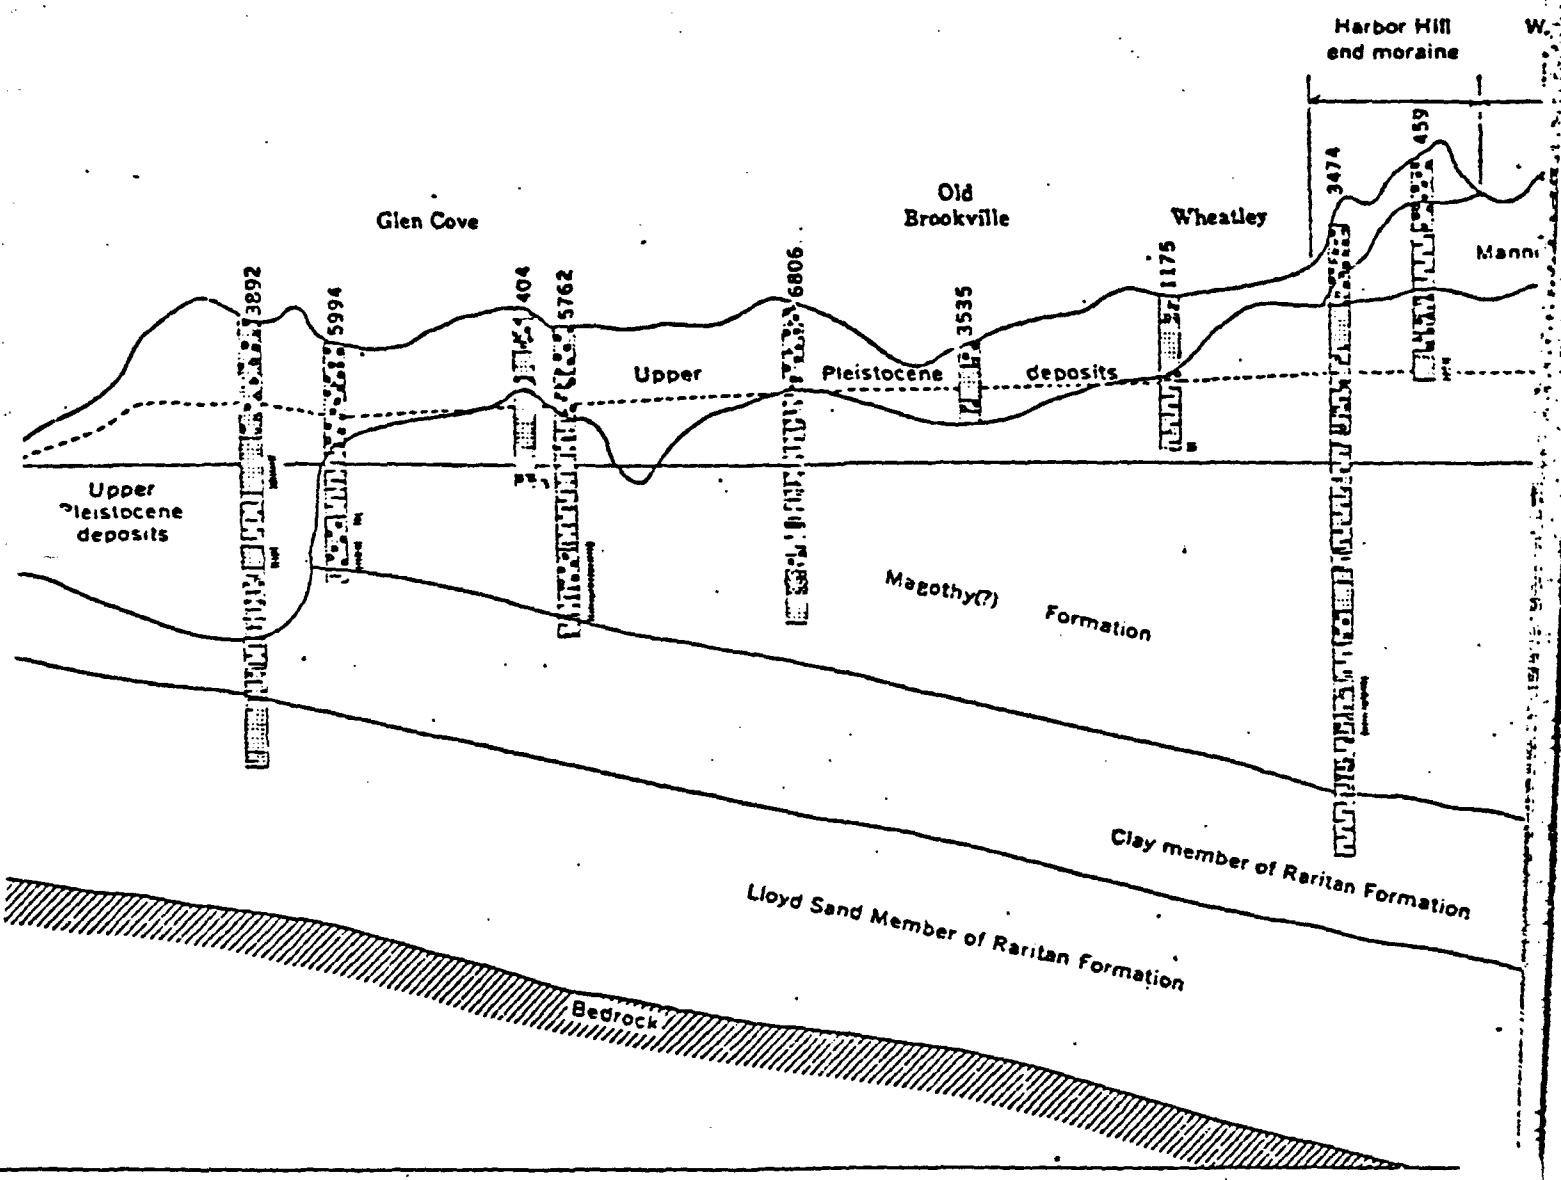 Harbor Hill
end moraine
W.
Glen Cove
Old
Brookville
Wheatley
3892
5994
404
5762
6806
3535
1175
3474
459
Upper
Pleistocene
deposits
Upper
Pleistocene
deposits
Magothy(?)
Formation
Clay member of Raritan Formation
Lloyd Sand Member of Raritan Formation
Bedrock